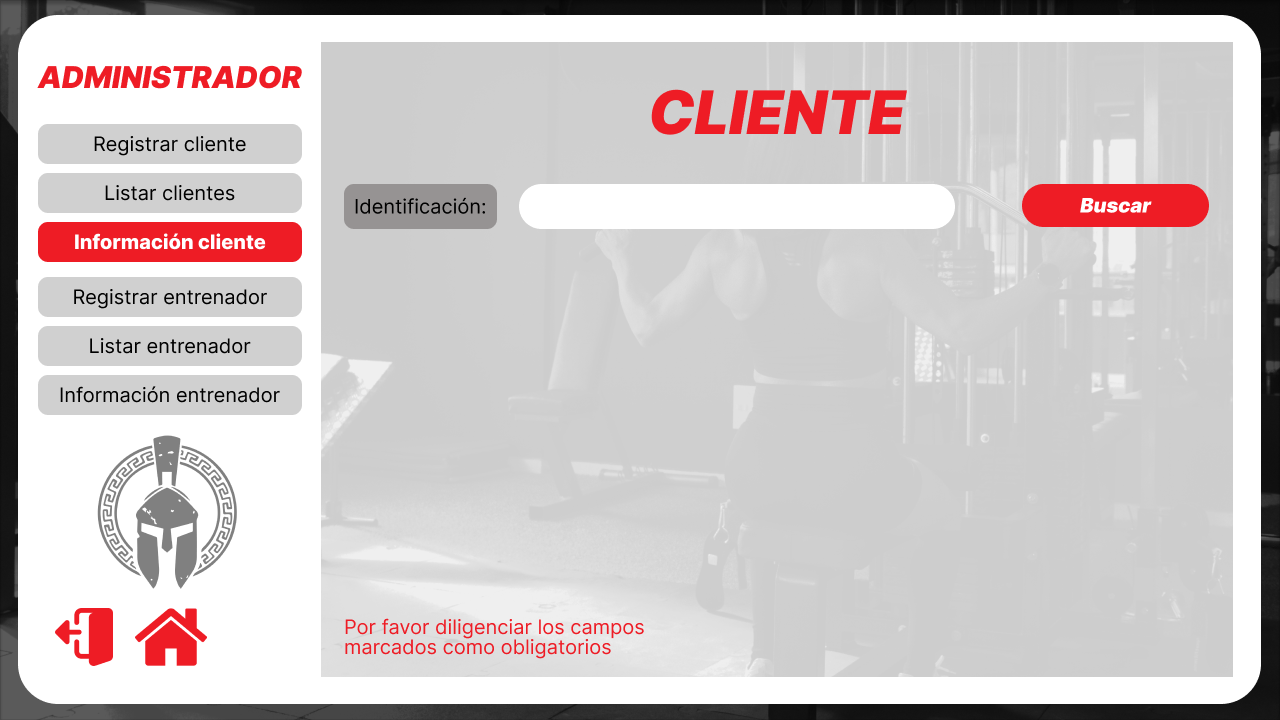 ADMINISTRADOR
Registrar cliente
Listar clientes
Información cliente
Registrar entrenador
Listar entrenador
Información entrenador
CLIENTE
Identificación:
Buscar
Por favor diligenciar los campos
marcados como obligatorios